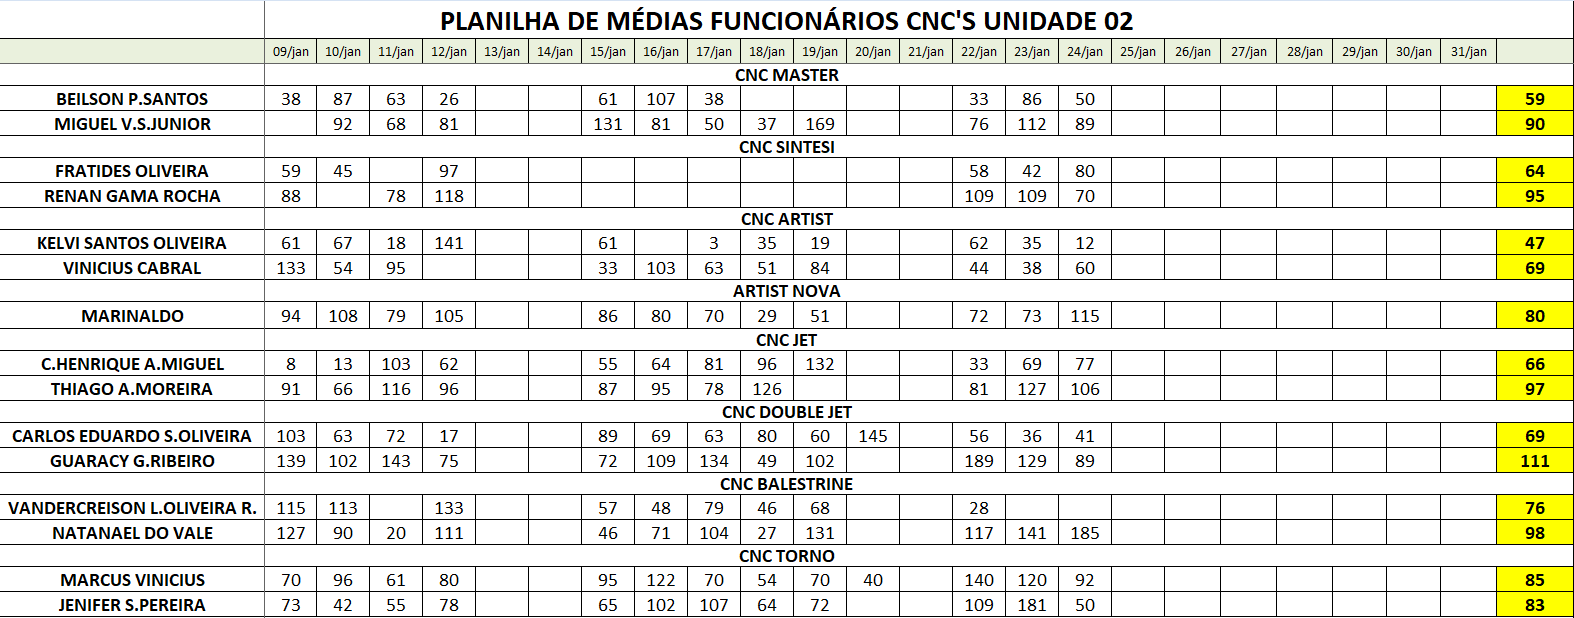 PLANILHA DE MÉDIAS FUNCIONÁRIOS CNC'S UNIDADE 02
09/jan 10/jan 11/jan 12/jan 13/jan 14/jan 15/jan 16/jan 17/jan 18/jan 19/jan 20/jan 21/jan 22/jan 23/jan 24/jan 25/jan 26/jan 27/jan 28/jan 29/jan 30/jan 31/jan
CNC MASTER
BEILSON P.SANTOS 38 87 63 26 61 107 38 33 86 50 59
MIGUEL V.S.JUNIOR 92 68 81 131 81 50 37 169 76 112 89 90
CNC SINTESI
FRATIDES OLIVEIRA 59 45 97 58 42 80 64
RENAN GAMA ROCHA 88 78 118 109 109 70 95
CNC ARTIST
KELVI SANTOS OLIVEIRA 61 67 18 141 61 3 35 19 62 35 12 47
VINICIUS CABRAL 133 54 95 33 103 63 51 84 44 38 60 69
ARTIST NOVA
MARINALDO 94 108 79 105 86 80 70 29 51 72 73 115 80
CNC JET
C.HENRIQUE A.MIGUEL 8 13 103 62 55 64 81 96 132 33 69 77 66
THIAGO A.MOREIRA 91 66 116 96 87 95 78 126 81 127 106 97
CNC DOUBLE JET
CARLOS EDUARDO S.OLIVEIRA 103 63 72 17 89 69 63 80 60 145 56 36 41 69
GUARACY G.RIBEIRO 139 102 143 75 72 109 134 49 102 189 129 89 111
CNC BALESTRINE
VANDERCREISON L.OLIVEIRA R. 115 113 133 57 48 79 46 68 28 76
NATANAEL DO VALE 127 90 20 111 46 71 104 27 131 117 141 185 98
CNC TORNO
MARCUS VINICIUS 70 96 61 80 95 122 70 54 70 40 140 120 92 85
JENIFER S.PEREIRA 73 42 55 78 65 102 107 64 72 109 181 50 83